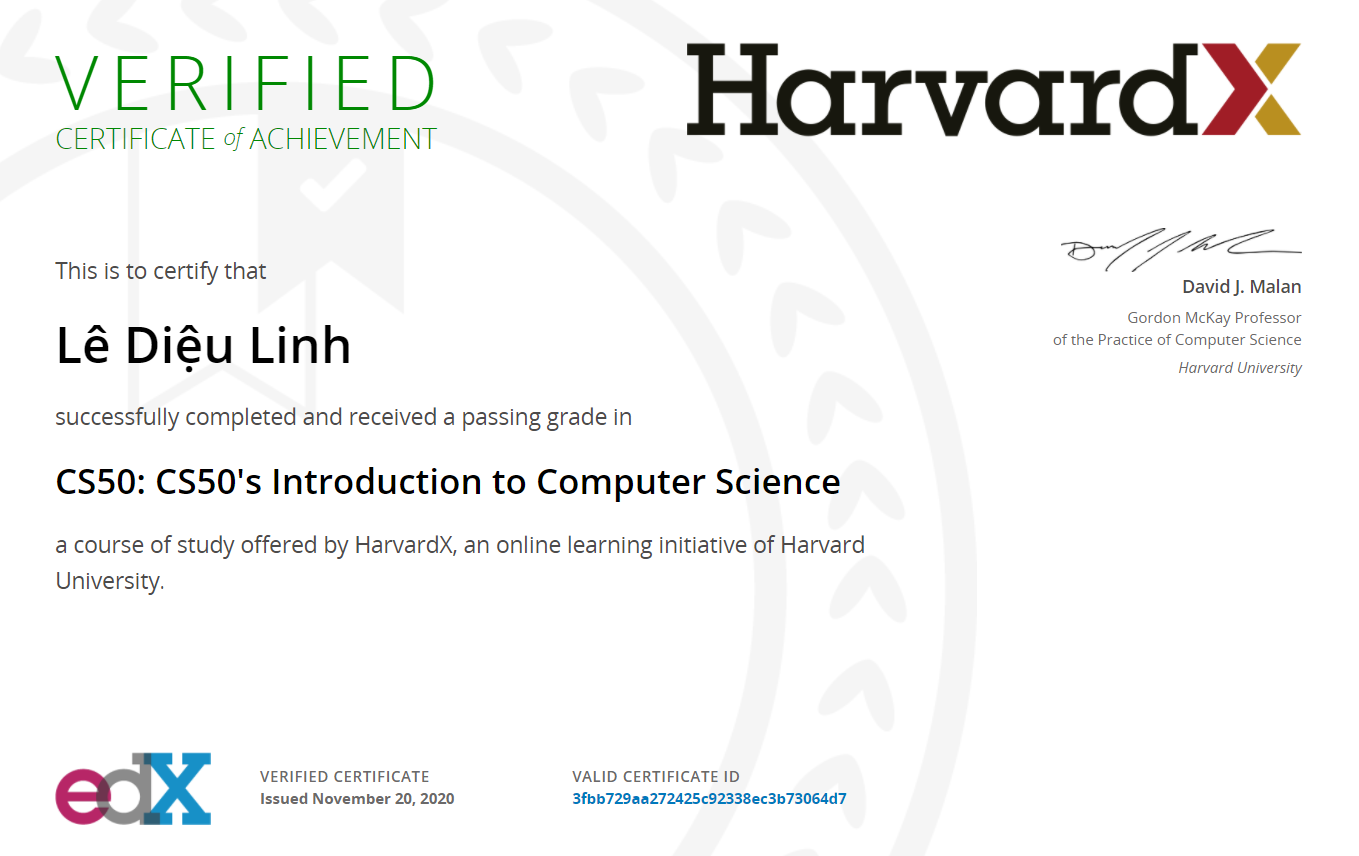 VERIFIED
CERTIFICATE of ACHIEVEMENT
HarvardX
This is to certify that
Lê Diệu Linh
successfully completed and received a passing grade in
CS50: CS50's Introduction to Computer Science
a course of study offered by HarvardX, an online learning initiative of Harvard
University.
David J. Malan
Gordon McKay Professor
of the Practice of Computer Science
Harvard University
edX
VERIFIED CERTIFICATE
Issued November 20, 2020
VALID CERTIFICATE ID
3fbb729aa272425c92338ec3b73064d7